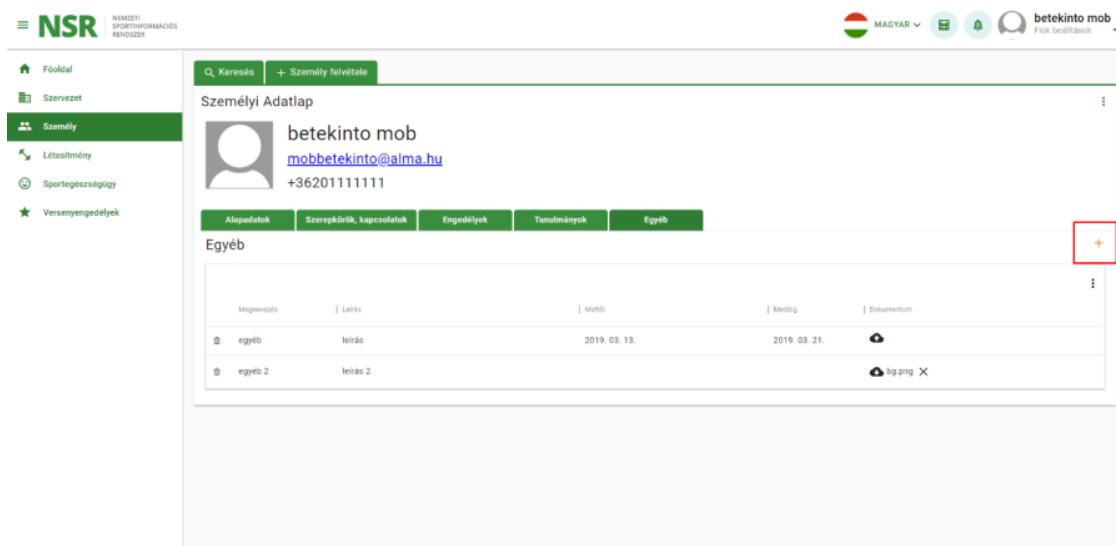 NSR
NEMZETI
SPORTINFORMÁCIÓS
RENDSZER
MAGYAR
betekinto mob
Fiók beállítások
Főoldal
Szervezet
Személy
Létesítmény
Sportegészségügy
Versenyengedélyek
Keresés
+ Személy felvétele
Személyi Adatlap
betekinto mob
mobbetekinto@alma.hu
+36201111111
Alapadatok
Szerepkörök, kapcsolatok
Engedélyek
Tanulmányok
Egyéb
Egyéb
+
Megnevezés | Leírás | Mettől | Meddig | Dokumentum
egyéb leírás 2019. 03. 13. 2019. 03. 21.
egyéb 2 leírás 2 bg.png